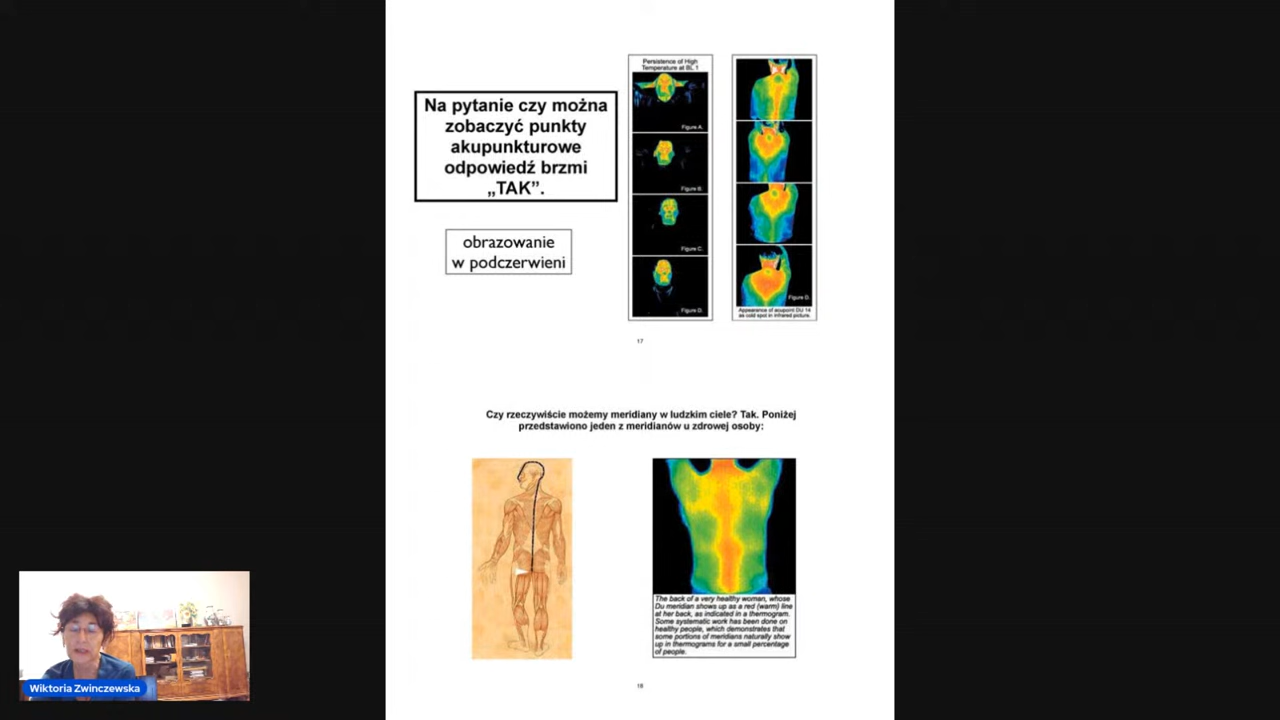 Na pytanie czy można
zobaczyć punkty
akupunkturowe
odpowiedź brzmi
„TAK”.
obrazowanie
w podczerwieni
Persistence of High
Temperature at BL 1
Figure A.
Figure B.
Figure C.
Figure D.
Figure D.
Appearance of acupoint DU 14
as cold spot in infrared picture.
17
Czy rzeczywiście możemy meridiany w ludzkim ciele? Tak. Poniżej
przedstawiono jeden z meridianów u zdrowej osoby:
The back of a very healthy woman, whose
Du meridian shows up as a red (warm) line
at her back, as indicated in a thermogram.
Some systematic work has been done on
healthy people, which demonstrates that
some portions of meridians naturally show
up in thermograms for a small percentage
of people.
18
Wiktoria Zwinczewska